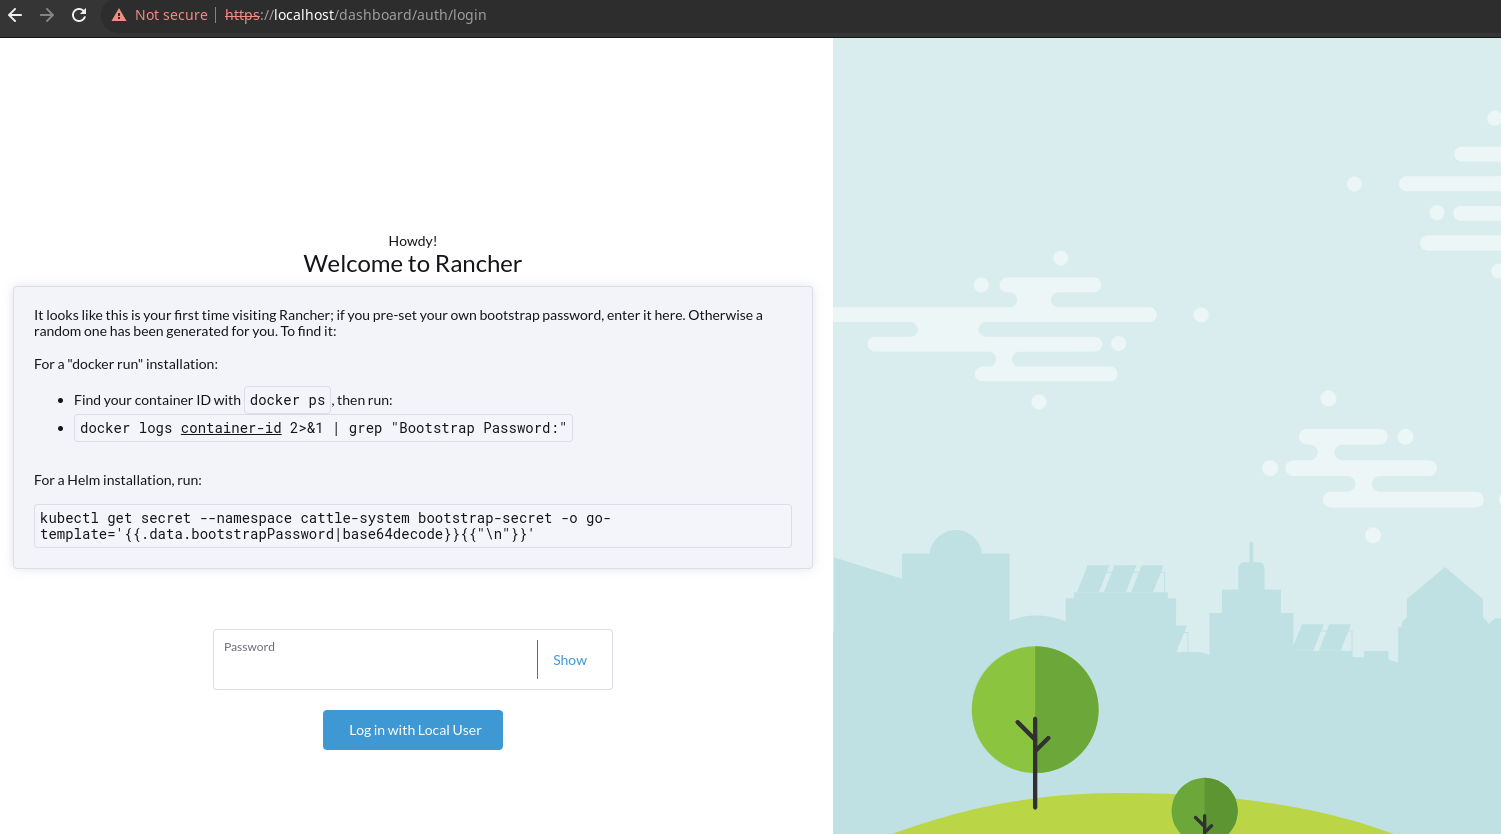 Not secure https://localhost/dashboard/auth/login
Howdy!
Welcome to Rancher
It looks like this is your first time visiting Rancher; if you pre-set your own bootstrap password, enter it here. Otherwise a
random one has been generated for you. To find it:
For a "docker run" installation:
• Find your container ID with docker ps, then run:
• docker logs container-id 2>&1 | grep "Bootstrap Password:"
For a Helm installation, run:
kubectl get secret --namespace cattle-system bootstrap-secret -o go-
template='{{.data.bootstrapPassword|base64decode}}{{"\n"}}'
Password
Show
Log in with Local User